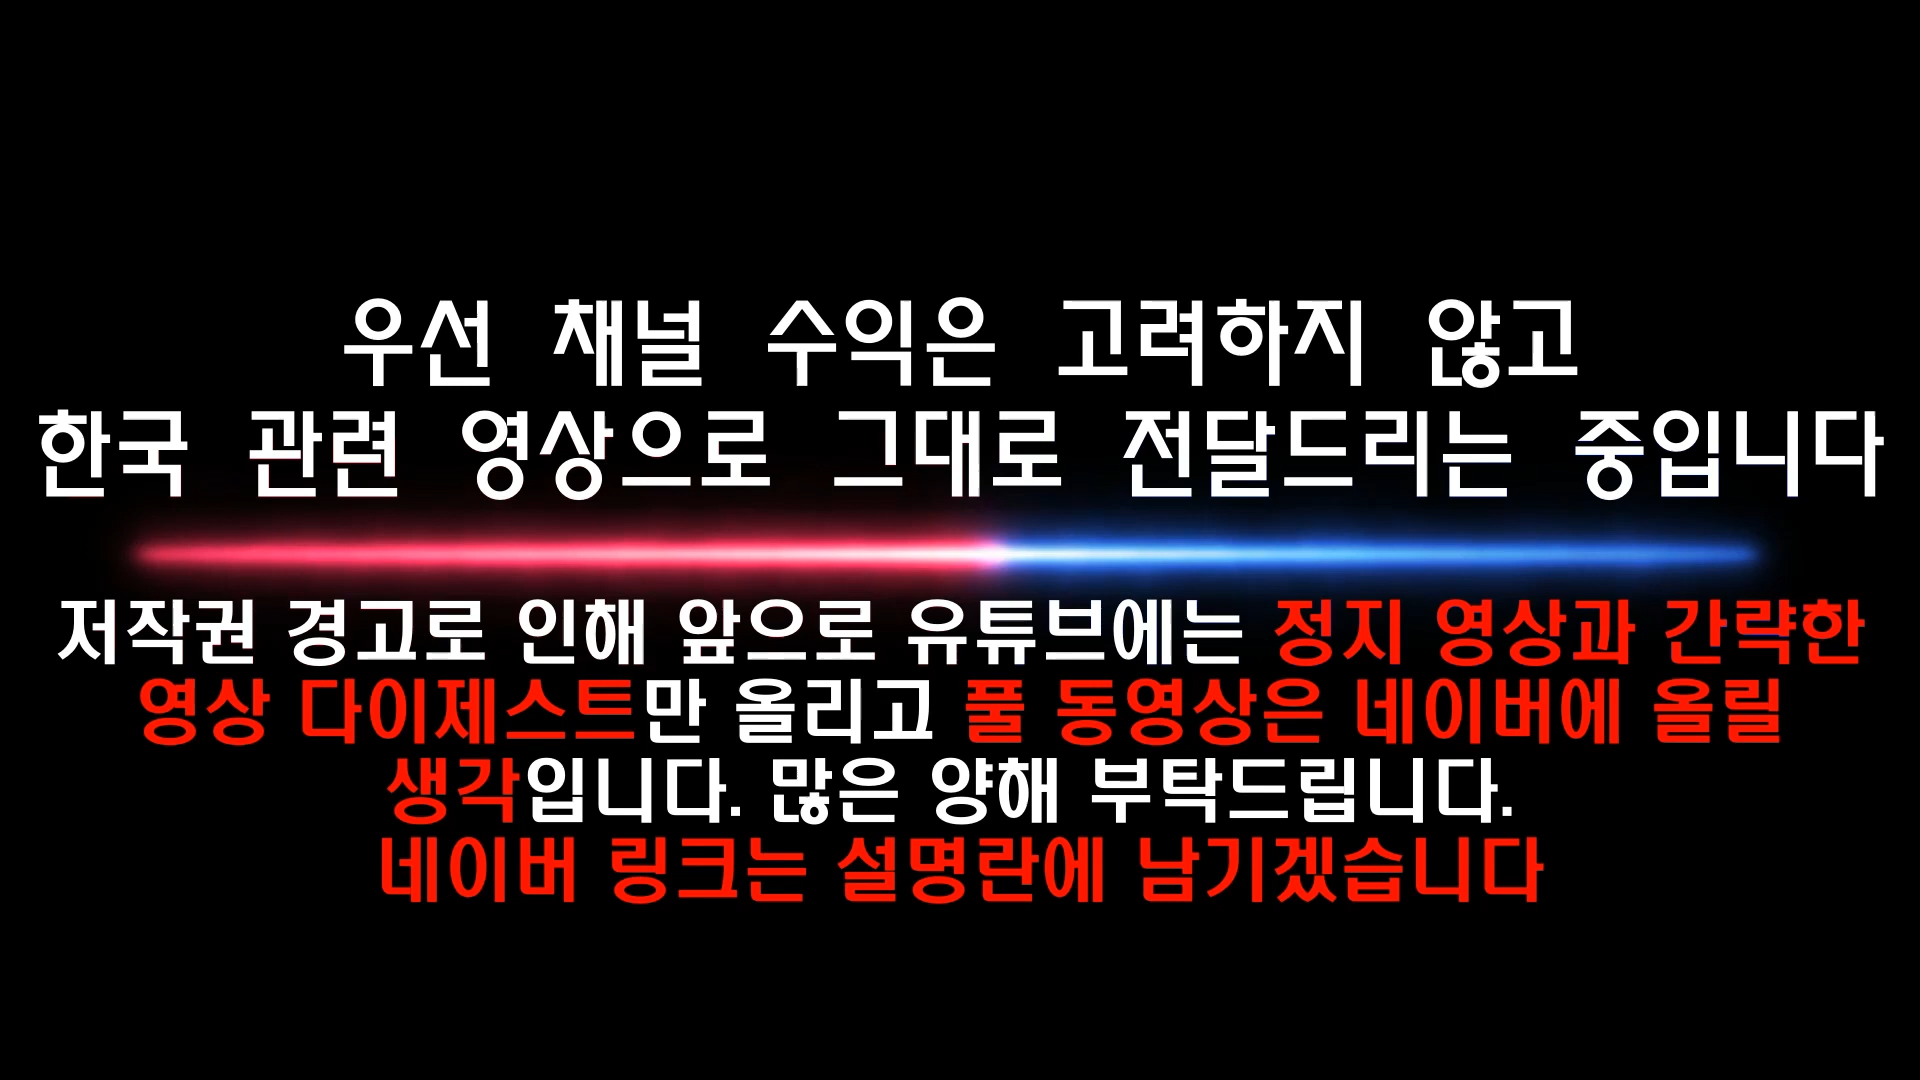 우선 채널 수익은 고려하지 않고
한국 관련 영상으로 그대로 전달드리는 중입니다
저작권 경고로 인해 앞으로 유튜브에는 정지 영상과 간략한
영상 다이제스트만 올리고 풀 동영상은 네이버에 올릴
생각입니다. 많은 양해 부탁드립니다.
네이버 링크는 설명란에 남기겠습니다